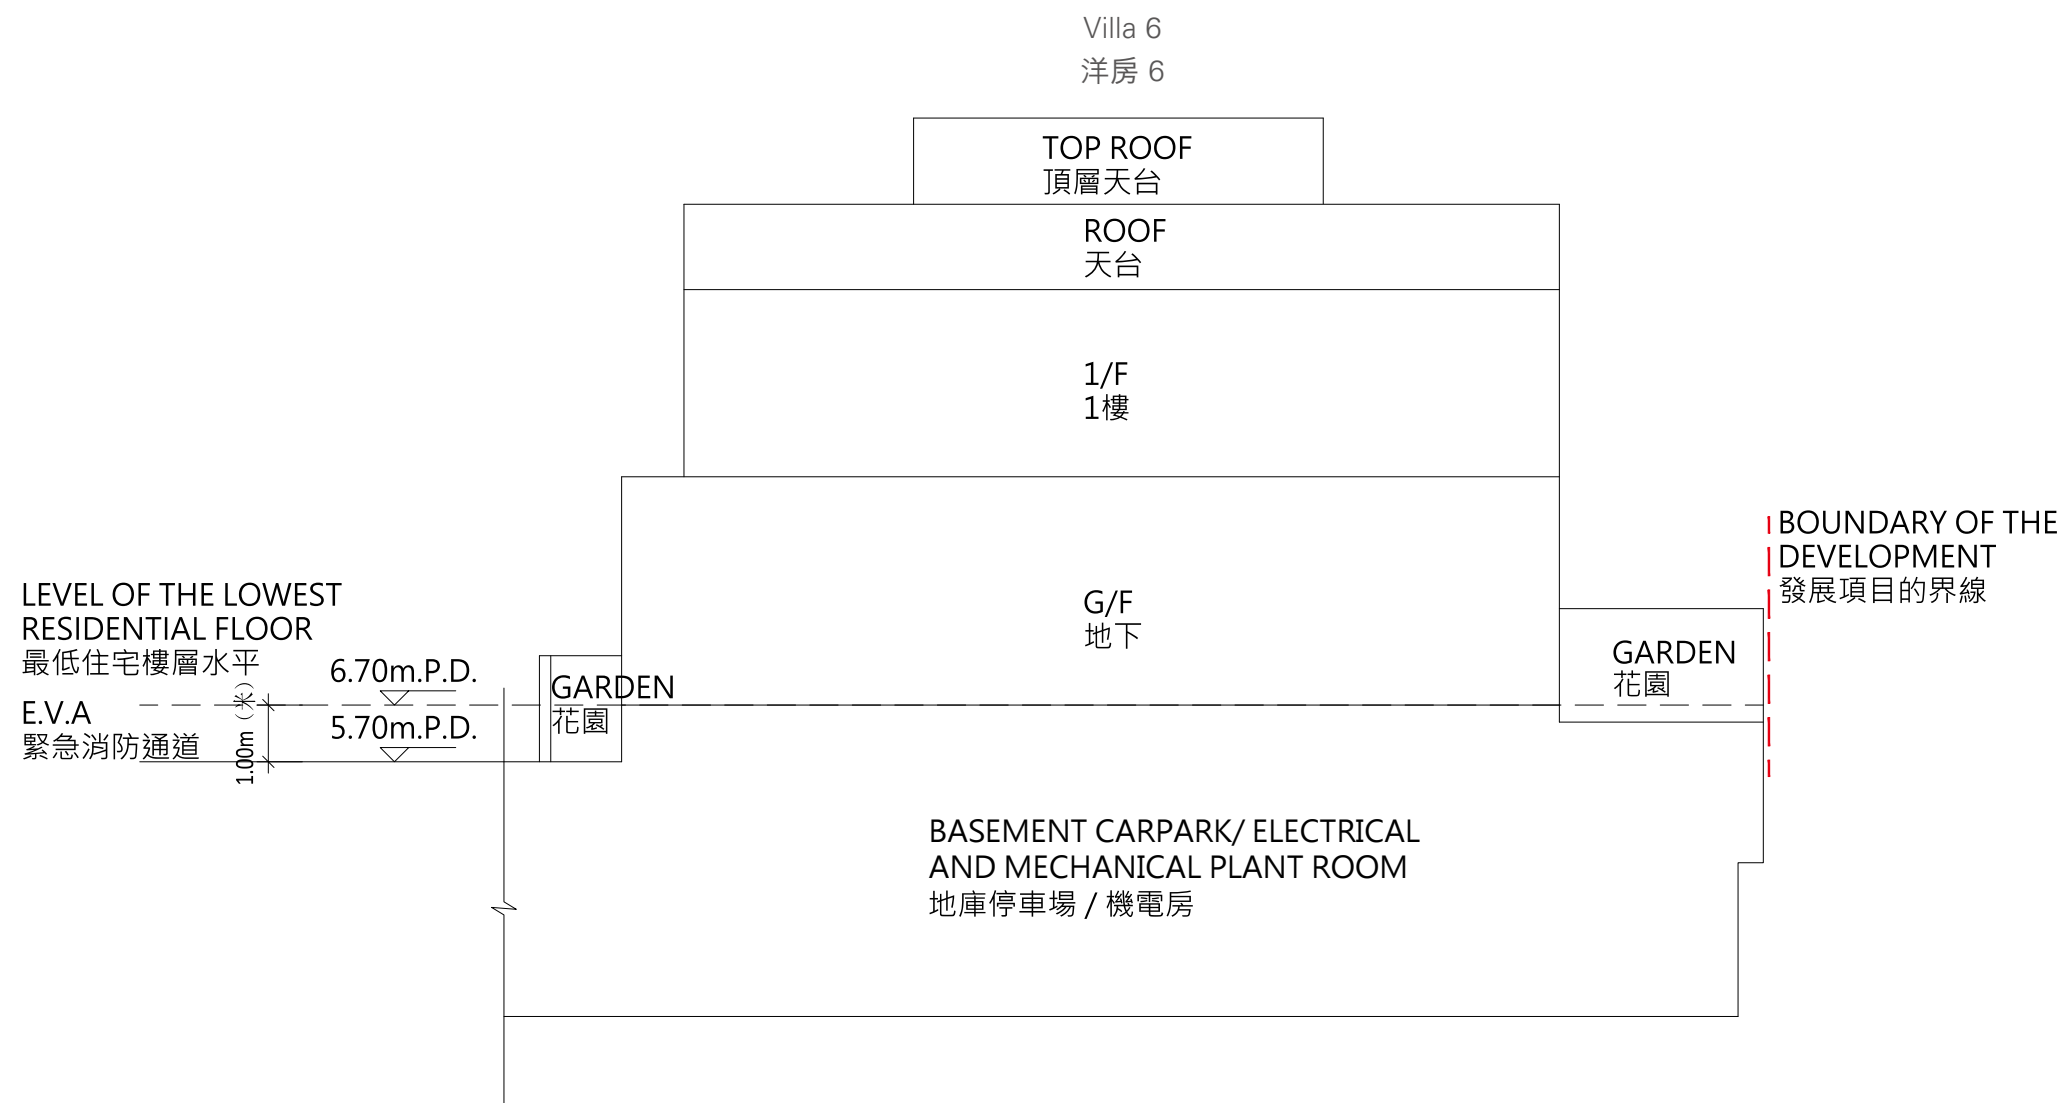 Villa 6
洋房 6
TOP ROOF
頂層天台
ROOF
天台
1/F
1樓
G/F
地下
BOUNDARY OF THE
DEVELOPMENT
發展項目的界線
LEVEL OF THE LOWEST
RESIDENTIAL FLOOR
最低住宅樓層水平
6.70m.P.D.
GARDEN
花園
GARDEN
花園
E.V.A
緊急消防通道
5.70m.P.D.
1.00m（米）
BASEMENT CARPARK/ ELECTRICAL
AND MECHANICAL PLANT ROOM
地庫停車場 / 機電房